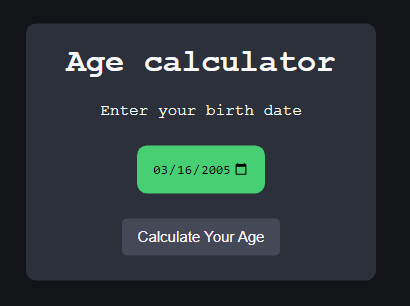 Age calculator
Enter your birth date
03/16/2005
Calculate Your Age